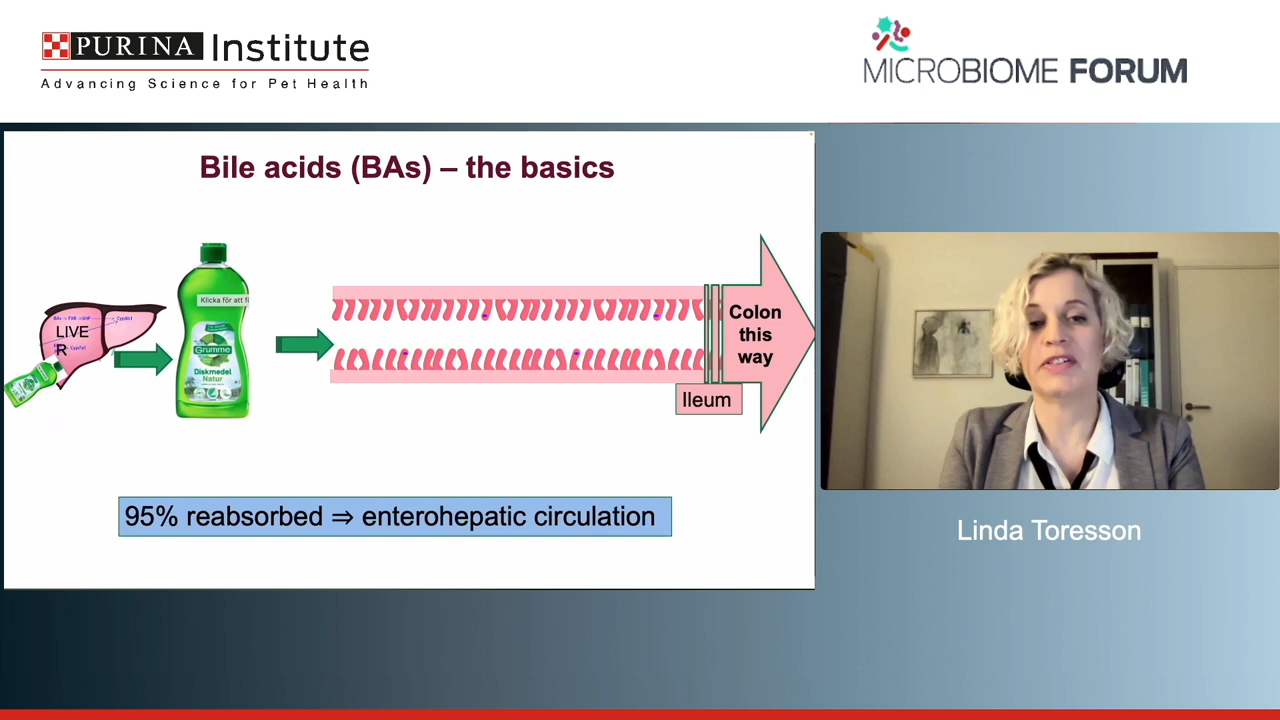 PURINA Institute
Advancing Science for Pet Health
MICROBIOME FORUM
Bile acids (BAs) – the basics
LIVE
R
Klicka för att f
Grumme
Diskmedel
Natur
Colon
this
way
Ileum
95% reabsorbed ⇒ enterohepatic circulation
Linda Toresson